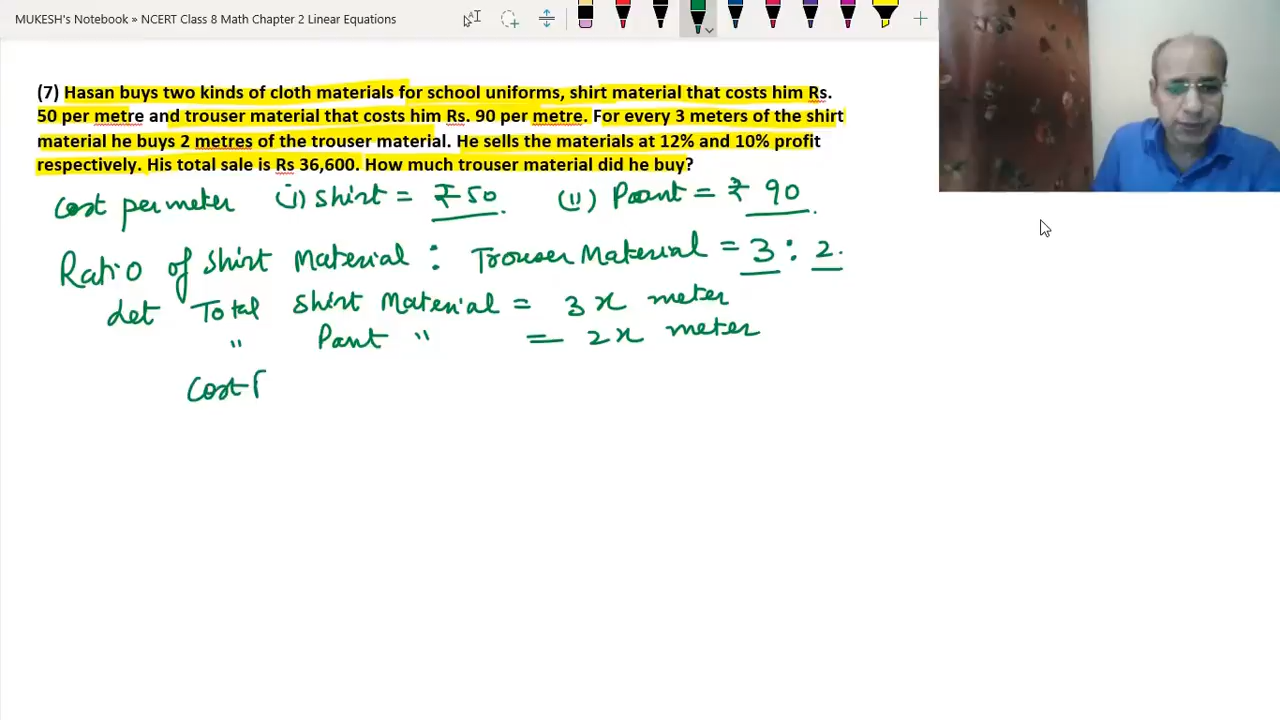 MUKESH's Notebook » NCERT Class 8 Math Chapter 2 Linear Equations
(7) Hasan buys two kinds of cloth materials for school uniforms, shirt material that costs him Rs.
50 per metre and trouser material that costs him Rs. 90 per metre. For every 3 meters of the shirt
material he buys 2 metres of the trouser material. He sells the materials at 12% and 10% profit
respectively. His total sale is Rs 36,600. How much trouser material did he buy?
Cost per meter (i) Shirt = ₹50. (ii) Paant = ₹ 90.
Ratio of Shirt Material : Trouser Material = 3 : 2.
Let Total Shirt Material = 3x meter
" Pant " = 2x meter
Cost P